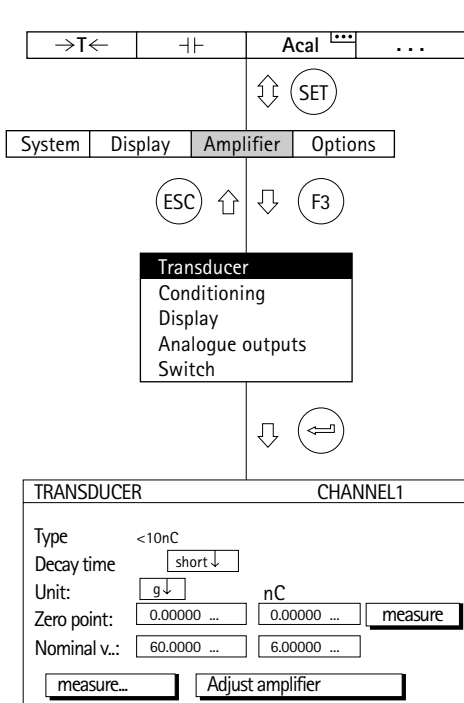 →T← ⊣⊢ Acal ...
SET
System Display Amplifier Options
ESC F3
Transducer
Conditioning
Display
Analogue outputs
Switch
TRANSDUCER CHANNEL1
Type <10nC
Decay time short↓
Unit: g↓ nC
Zero point: 0.00000 ... 0.00000 ... measure
Nominal v..: 60.0000 ... 6.00000 ...
measure... Adjust amplifier